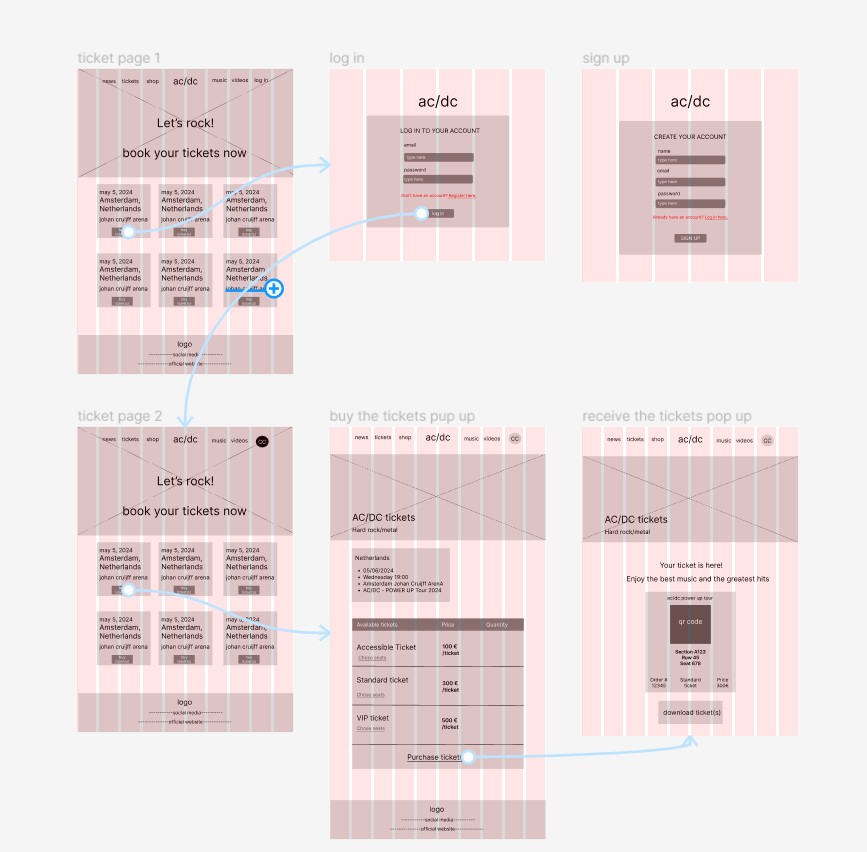 ticket page 1
news tickets shop ac/dc music videos log in
Let's rock!
book your tickets now
may 5, 2024
Amsterdam,
Netherlands
johan cruijff arena
may 5, 2024
Amsterdam,
Netherlands
johan cruijff arena
buy
tickets
may 5, 2024
Amsterdam,
Netherlands
johan cruijff arena
buy
tickets
may 5, 2024
Amsterdam,
Netherlands
johan cruijff arena
buy
tickets
may 5, 2024
Amsterdam,
Netherlands
johan cruijff arena
buy
tickets
may 5, 2024
Amsterdam,
Netherlands
buy
tickets
logo
social media
official website
log in
ac/dc
LOG IN TO YOUR ACCOUNT
email
type here
password
type here
Don't have an account? Register here.
log in
sign up
ac/dc
CREATE YOUR ACCOUNT
name
type here
email
type here
password
type here
Already have an account? Log in here.
SIGN UP
ticket page 2
news tickets shop ac/dc music videos CC
Let's rock!
book your tickets now
may 5, 2024
Amsterdam,
Netherlands
johan cruijff arena
may 5, 2024
Amsterdam,
Netherlands
johan cruijff arena
buy
tickets
may 5, 2024
Amsterdam,
Netherlands
johan cruijff arena
buy
tickets
may 5, 2024
Amsterdam,
Netherlands
johan cruijff arena
buy
tickets
may 5, 2024
Amsterdam,
Netherlands
johan cruijff arena
buy
tickets
may 5, 2024
Amsterdam,
Netherlands
johan cruijff arena
buy
tickets
logo
social media
official website
buy the tickets pup up
news tickets shop ac/dc music videos CC
AC/DC tickets
Hard rock/metal
Netherlands
• 05/06/2024
• Wednesday 19:00
• Amsterdam Johan Cruijff ArenA
• AC/DC - POWER UP Tour 2024
Available tickets Price Quantity
Accessible Ticket 100 €
/ticket
Chose seats
Standard ticket 300 €
/ticket
Chose seats
VIP ticket 500 €
/ticket
Chose seats
Purchase ticket
logo
social media
official website
receive the tickets pop up
news tickets shop ac/dc music videos CC
AC/DC tickets
Hard rock/metal
Your ticket is here!
Enjoy the best music and the greatest hits
ac/dc power up tour
qr code
Section A123
Row 45
Seat 678
Order #
12345
Standard
ticket
Price
300€
download ticket(s)